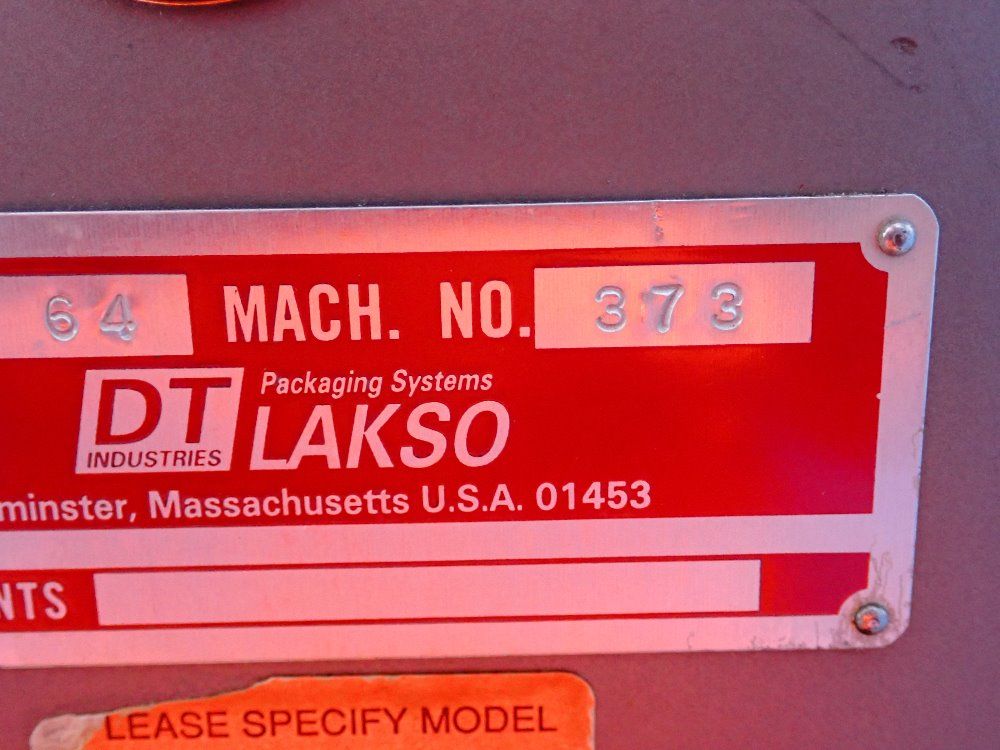 64 MACH. NO. 373
DT INDUSTRIES Packaging Systems LAKSO
minster, Massachusetts U.S.A. 01453
NTS
LEASE SPECIFY MODEL